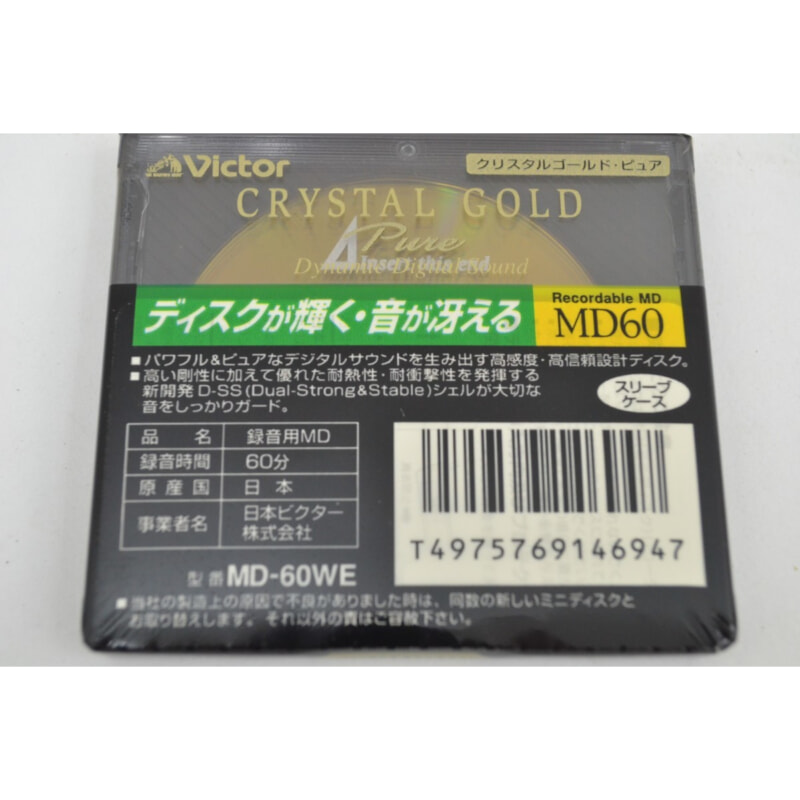 Victor
クリスタルゴールド・ピュア
CRYSTAL GOLD
Pure
Insert this end
Dynamic Digital Sound
ディスクが輝く・音が冴える
Recordable MD
MD60
■パワフル&ピュアなデジタルサウンドを生み出す高感度・高信頼設計ディスク。
■高い剛性に加えて優れた耐熱性・耐衝撃性を発揮する
新開発D-SS(Dual-Strong&Stable)シェルが大切な
音をしっかりガード。
スリーブ
ケース
品 名 録音用MD
録音時間 60分
原産国 日本
事業者名 日本ビクター
株式会社
型番 MD-60WE
T4975769146947
■当社の製造上の原因で不良がありました時は、同数の新しいミニディスクと
お取り替えします。それ以外の責はご容赦下さい。